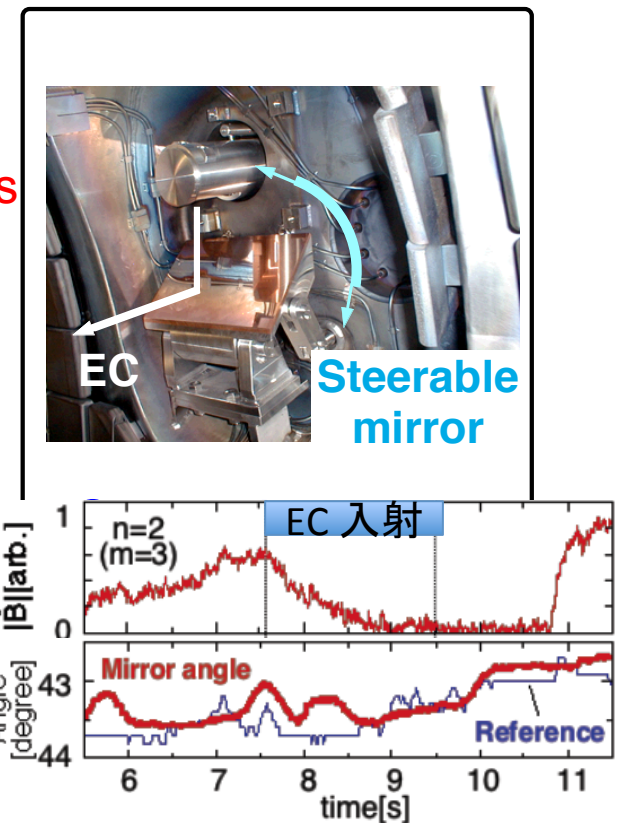 s
EC
Steerable
mirror
EC 入射
n=2
(m=3)
|Ḃ|[arb.]
1
0
Mirror angle
Reference
[degree]
43
44
6 7 8 9 10 11
time[s]